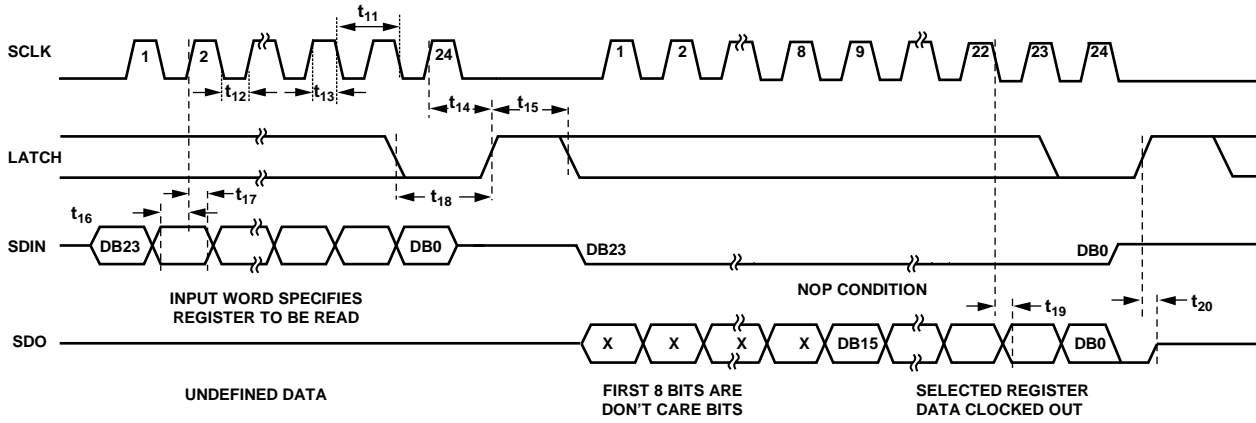 t11
SCLK
1
2
24
1
2
8
9
22
23
24
t12
t13
t14
t15
LATCH
t16
t17
t18
SDIN
DB23
DB0
DB23
DB0
INPUT WORD SPECIFIES
REGISTER TO BE READ
NOP CONDITION
t19
t20
SDO
X
X
X
X
DB15
DB0
UNDEFINED DATA
FIRST 8 BITS ARE
DON'T CARE BITS
SELECTED REGISTER
DATA CLOCKED OUT